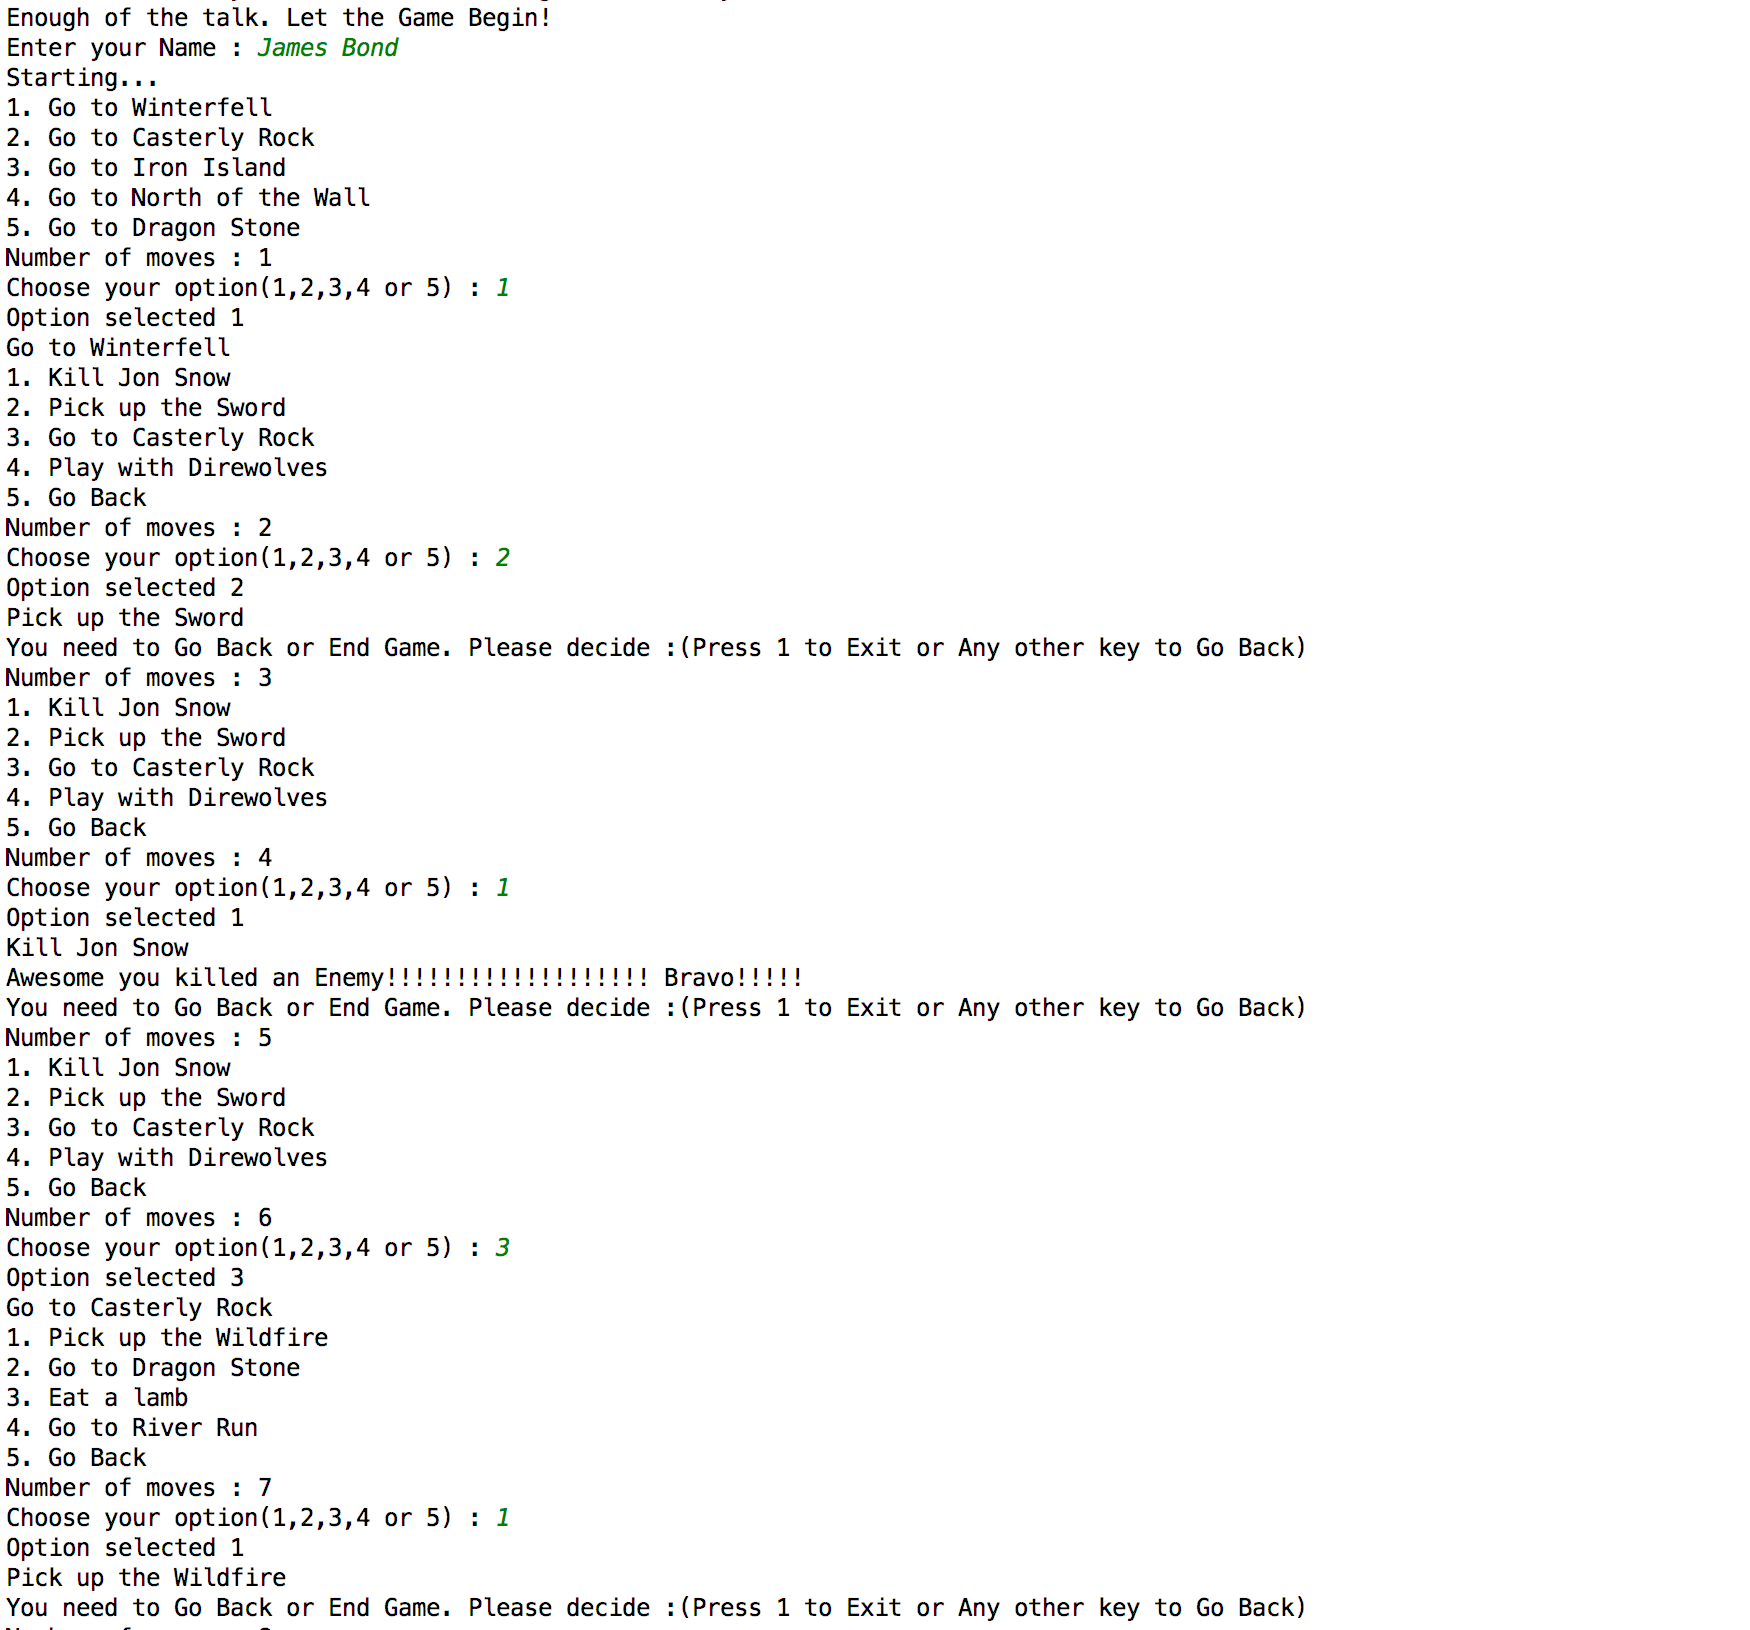 Enough of the talk. Let the Game Begin!
Enter your Name : James Bond
Starting...
1. Go to Winterfell
2. Go to Casterly Rock
3. Go to Iron Island
4. Go to North of the Wall
5. Go to Dragon Stone
Number of moves : 1
Choose your option(1,2,3,4 or 5) : 1
Option selected 1
Go to Winterfell
1. Kill Jon Snow
2. Pick up the Sword
3. Go to Casterly Rock
4. Play with Direwolves
5. Go Back
Number of moves : 2
Choose your option(1,2,3,4 or 5) : 2
Option selected 2
Pick up the Sword
You need to Go Back or End Game. Please decide :(Press 1 to Exit or Any other key to Go Back)
Number of moves : 3
1. Kill Jon Snow
2. Pick up the Sword
3. Go to Casterly Rock
4. Play with Direwolves
5. Go Back
Number of moves : 4
Choose your option(1,2,3,4 or 5) : 1
Option selected 1
Kill Jon Snow
Awesome you killed an Enemy!!!!!!!!!!!!!!!!!!! Bravo!!!!!
You need to Go Back or End Game. Please decide :(Press 1 to Exit or Any other key to Go Back)
Number of moves : 5
1. Kill Jon Snow
2. Pick up the Sword
3. Go to Casterly Rock
4. Play with Direwolves
5. Go Back
Number of moves : 6
Choose your option(1,2,3,4 or 5) : 3
Option selected 3
Go to Casterly Rock
1. Pick up the Wildfire
2. Go to Dragon Stone
3. Eat a lamb
4. Go to River Run
5. Go Back
Number of moves : 7
Choose your option(1,2,3,4 or 5) : 1
Option selected 1
Pick up the Wildfire
You need to Go Back or End Game. Please decide :(Press 1 to Exit or Any other key to Go Back)